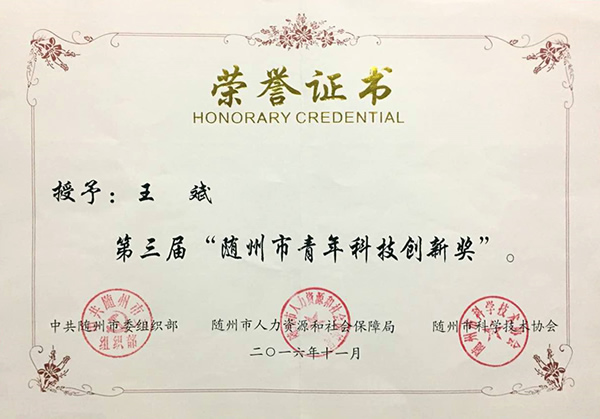 荣誉证书
HONORARY CREDENTIAL
授予：王 斌
第三届“随州市青年科技创新奖”。
中共随州市委组织部 随州市人力资源和社会保障局 随州市科学技术协会
二〇一六年十一月